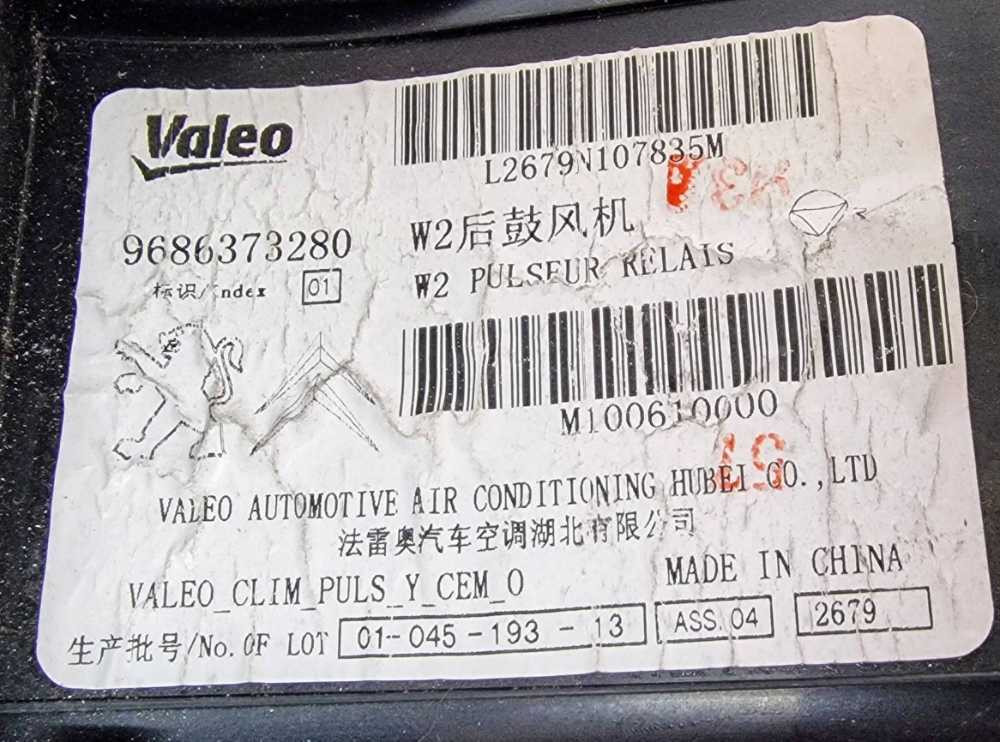 Valeo
L2679N107835M
9686373280
W2后鼓风机
标识/Index 01
W2 PULSEUR RELAIS
M100610000
VALEO AUTOMOTIVE AIR CONDITIONING HUBEI CO.,LTD
法雷奥汽车空调湖北有限公司
VALEO_CLIM_PULS_Y_CEM_O
MADE IN CHINA
生产批号/No. OF LOT 01-045-193-13 ASS.04 2679